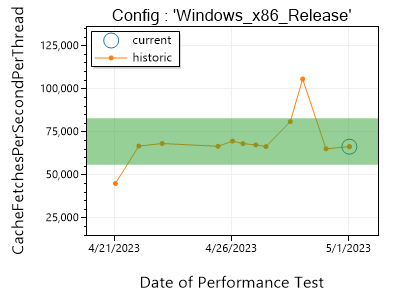 Config : 'Windows_x86_Release'
CacheFetchesPerSecondPerThread
current
historic
125,000
100,000
75,000
50,000
25,000
4/21/2023
4/26/2023
5/1/2023
Date of Performance Test